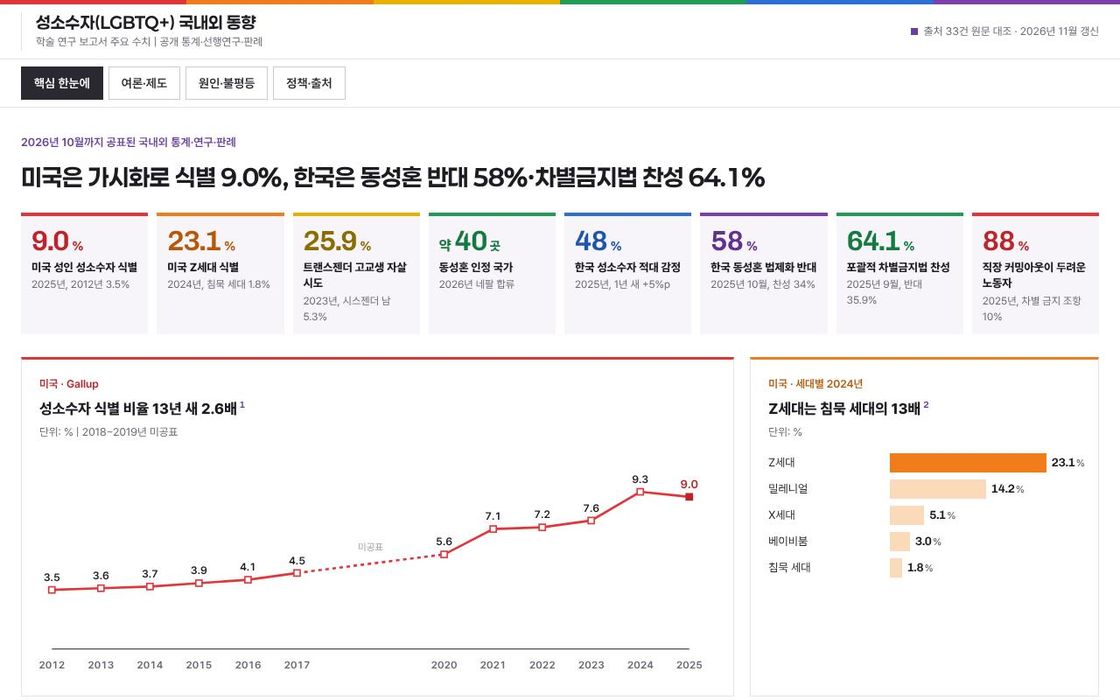 성소수자(LGBTQ+) 국내외 동향
학술 연구 보고서 주요 수치 | 공개 통계·선행연구·판례
출처 33건 원문 대조 · 2026년 11월 갱신
핵심 한눈에
여론·제도
원인·불평등
정책·출처
2026년 10월까지 공표된 국내외 통계·연구·판례
미국은 가시화로 식별 9.0%, 한국은 동성혼 반대 58%·차별금지법 찬성 64.1%
9.0 %
미국 성인 성소수자 식별
2025년, 2012년 3.5%
23.1 %
미국 Z세대 식별
2024년, 침묵 세대 1.8%
25.9 %
트랜스젠더 고교생 자살
시도
2023년, 시스젠더 남
5.3%
약 40 곳
동성혼 인정 국가
2026년 네팔 합류
48 %
한국 성소수자 적대 감정
2025년, 1년 새 +5%p
58 %
한국 동성혼 법제화 반대
2025년 10월, 찬성 34%
64.1 %
포괄적 차별금지법 찬성
2025년 9월, 반대
35.9%
88 %
직장 커밍아웃이 두려운
노동자
2025년, 차별 금지 조항
10%
미국 · Gallup
성소수자 식별 비율 13년 새 2.6배 1
단위: % | 2018–2019년 미공표
3.5
3.6
3.7
3.9
4.1
4.5
미공표
5.6
7.1
7.2
7.6
9.3
9.0
2012
2013
2014
2015
2016
2017
2020
2021
2022
2023
2024
2025
미국 · 세대별 2024년
Z세대는 침묵 세대의 13배 2
단위: %
Z세대 23.1%
밀레니얼 14.2%
X세대 5.1%
베이비붐 3.0%
침묵 세대 1.8%